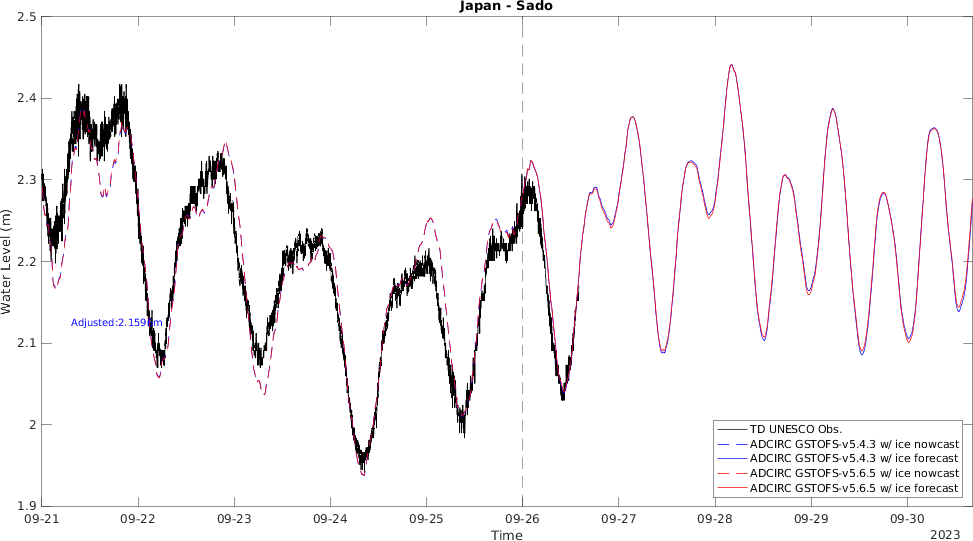 Japan - Sado
2.5
2.4
2.3
2.2
2.1
2
1.9
Water Level (m)
09-21
09-22
09-23
09-24
09-25
09-26
09-27
09-28
09-29
09-30
Time
2023
TD UNESCO Obs.
ADCIRC GSTOFS-v5.4.3 w/ ice nowcast
ADCIRC GSTOFS-v5.4.3 w/ ice forecast
ADCIRC GSTOFS-v5.6.5 w/ ice nowcast
ADCIRC GSTOFS-v5.6.5 w/ ice forecast